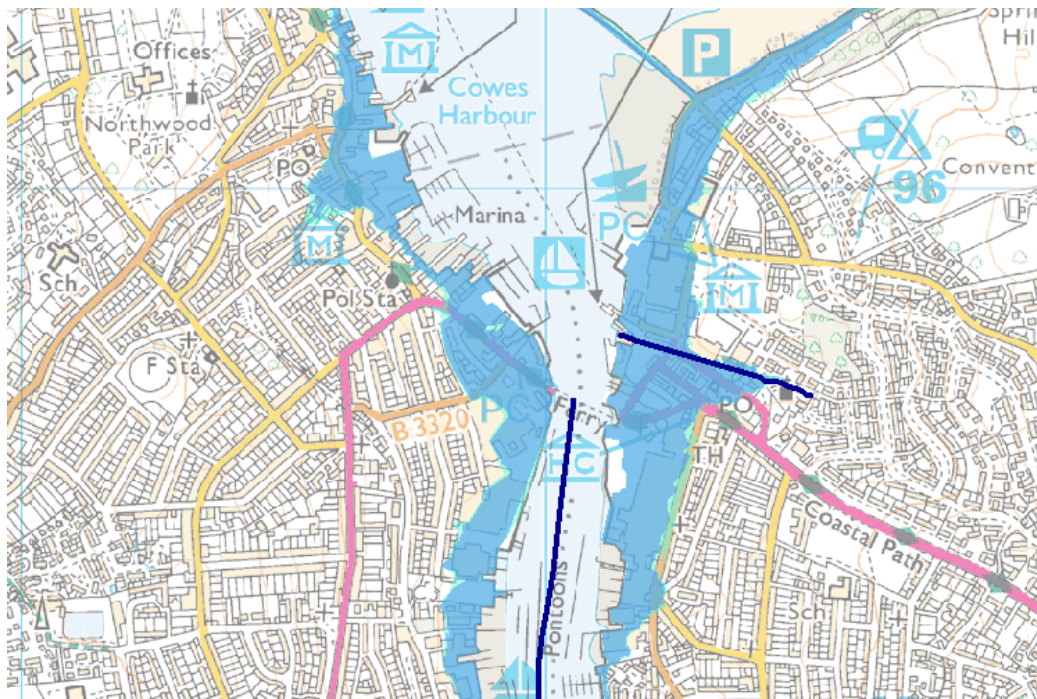 Offices
Northwood
Park
PO
Sch
F Sta
Pol Sta
M
M
Cowes
Harbour
Marina
P
PC
M
96
Convent
Hi
B 3320
Ferry
HC
PO
TH
Pontoons
Coastal Path
Sch